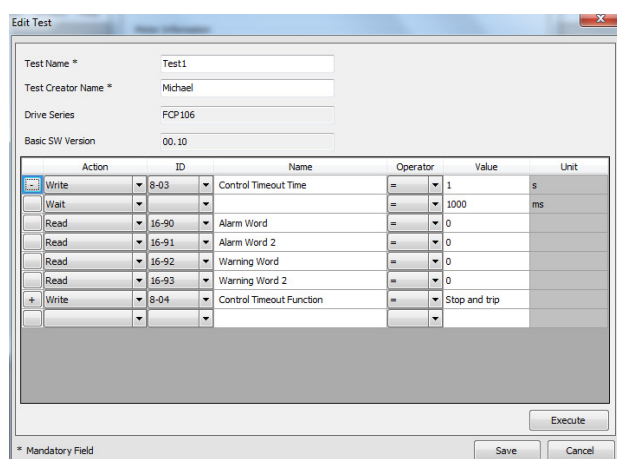 Edit Test
Test Name * Test1
Test Creator Name * Michael
Drive Series FCP106
Basic SW Version 00.10
Action ID Name Operator Value Unit
- Write 8-03 Control Timeout Time = 1 s
Wait = 1000 ms
Read 16-90 Alarm Word = 0
Read 16-91 Alarm Word 2 = 0
Read 16-92 Warning Word = 0
Read 16-93 Warning Word 2 = 0
+ Write 8-04 Control Timeout Function = Stop and trip
Execute
* Mandatory Field Save Cancel